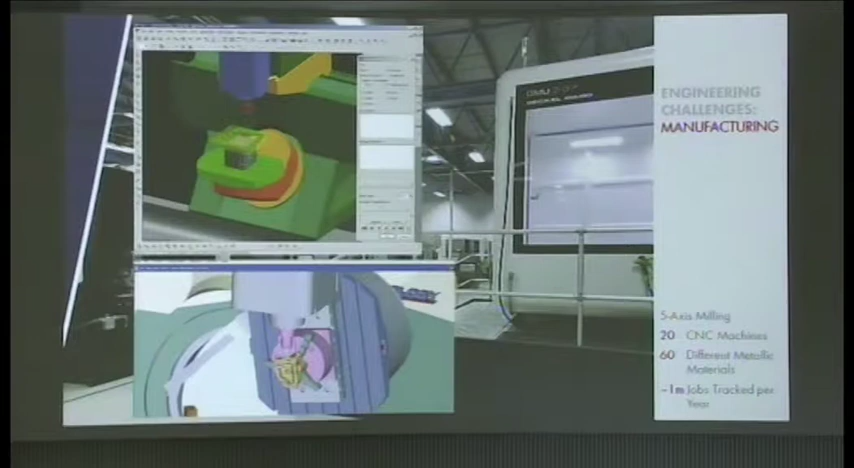 ENGINEERING
CHALLENGES:
MANUFACTURING
5-Axis Milling
20 CNC Machines
60 Different Metallic
Materials
~1m Jobs Tracked per
Year